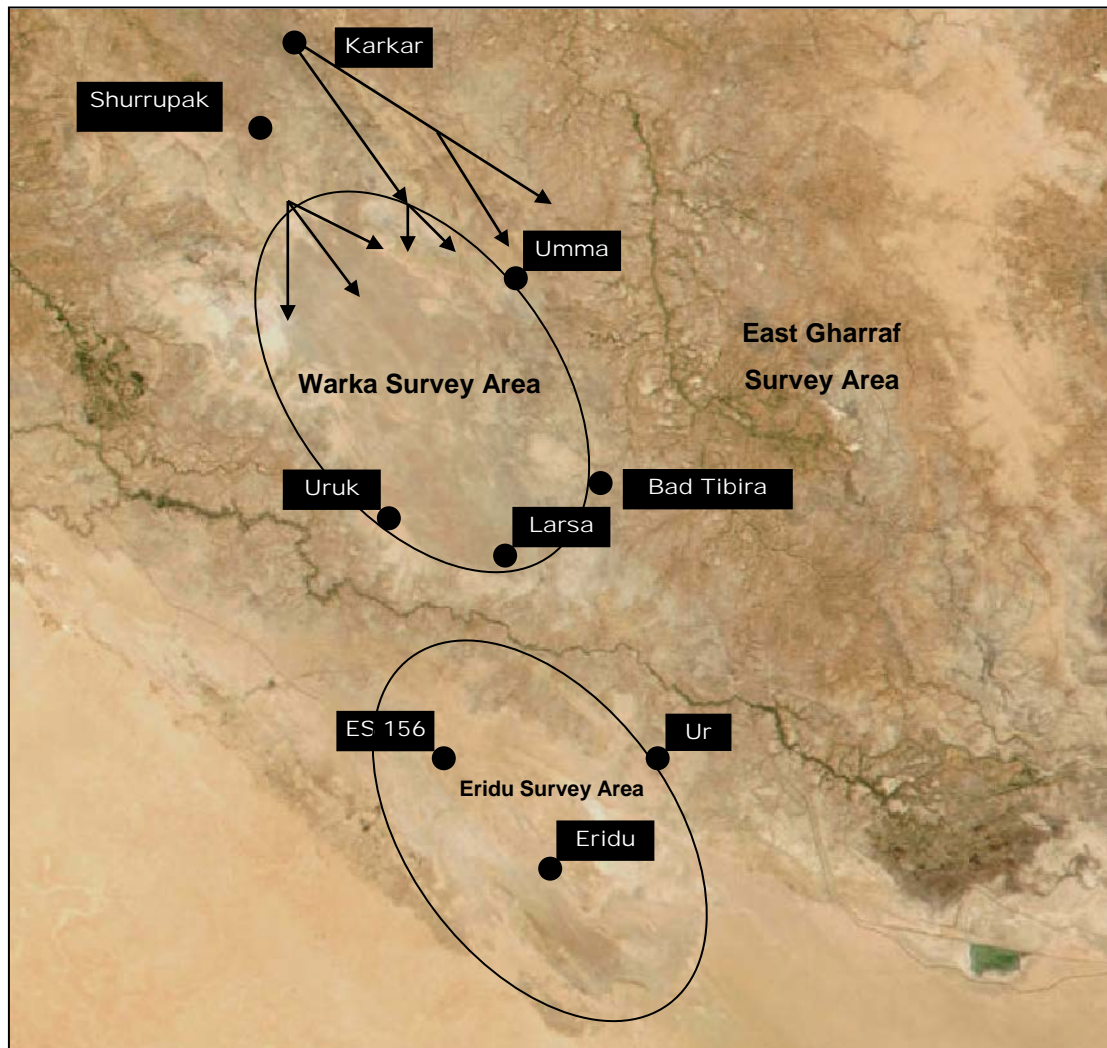 Karkar
Shurrupak
Umma
East Gharraf
Survey Area
Warka Survey Area
Uruk
Bad Tibira
Larsa
ES 156
Ur
Eridu Survey Area
Eridu